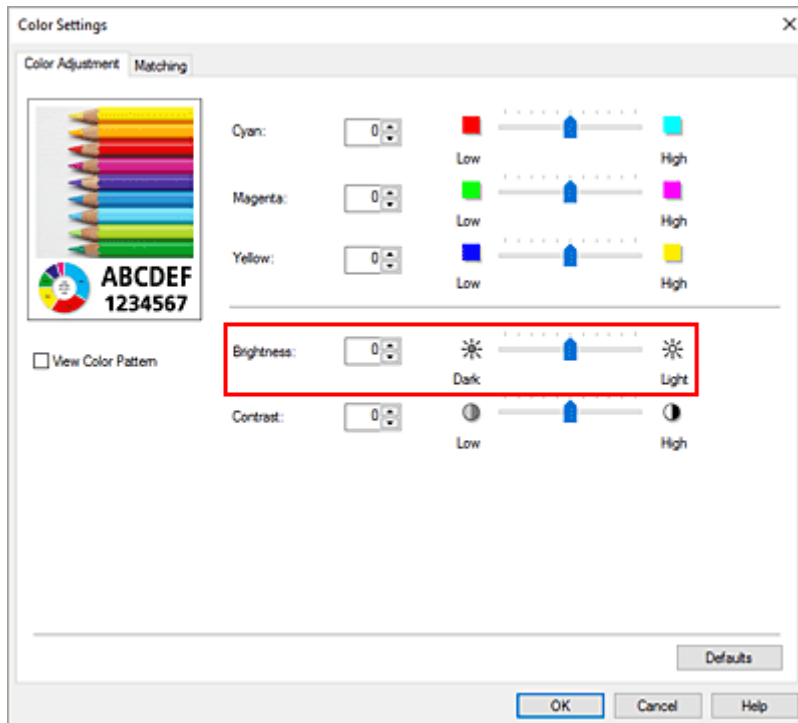 Color Settings
Color Adjustment Matching
Cyan: 0
Low High
Magenta: 0
Low High
Yellow: 0
Low High
ABCDEF
1234567
View Color Pattern
Brightness: 0
Dark Light
Contrast: 0
Low High
Defaults
OK Cancel Help